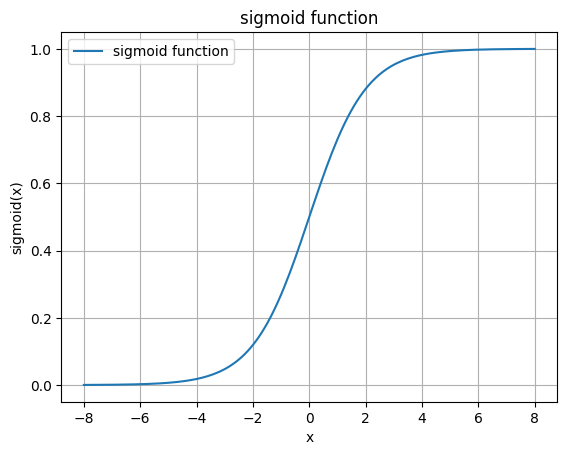 sigmoid function
sigmoid function
sigmoid(x)
1.0
0.8
0.6
0.4
0.2
0.0
−8 −6 −4 −2 0 2 4 6 8
x